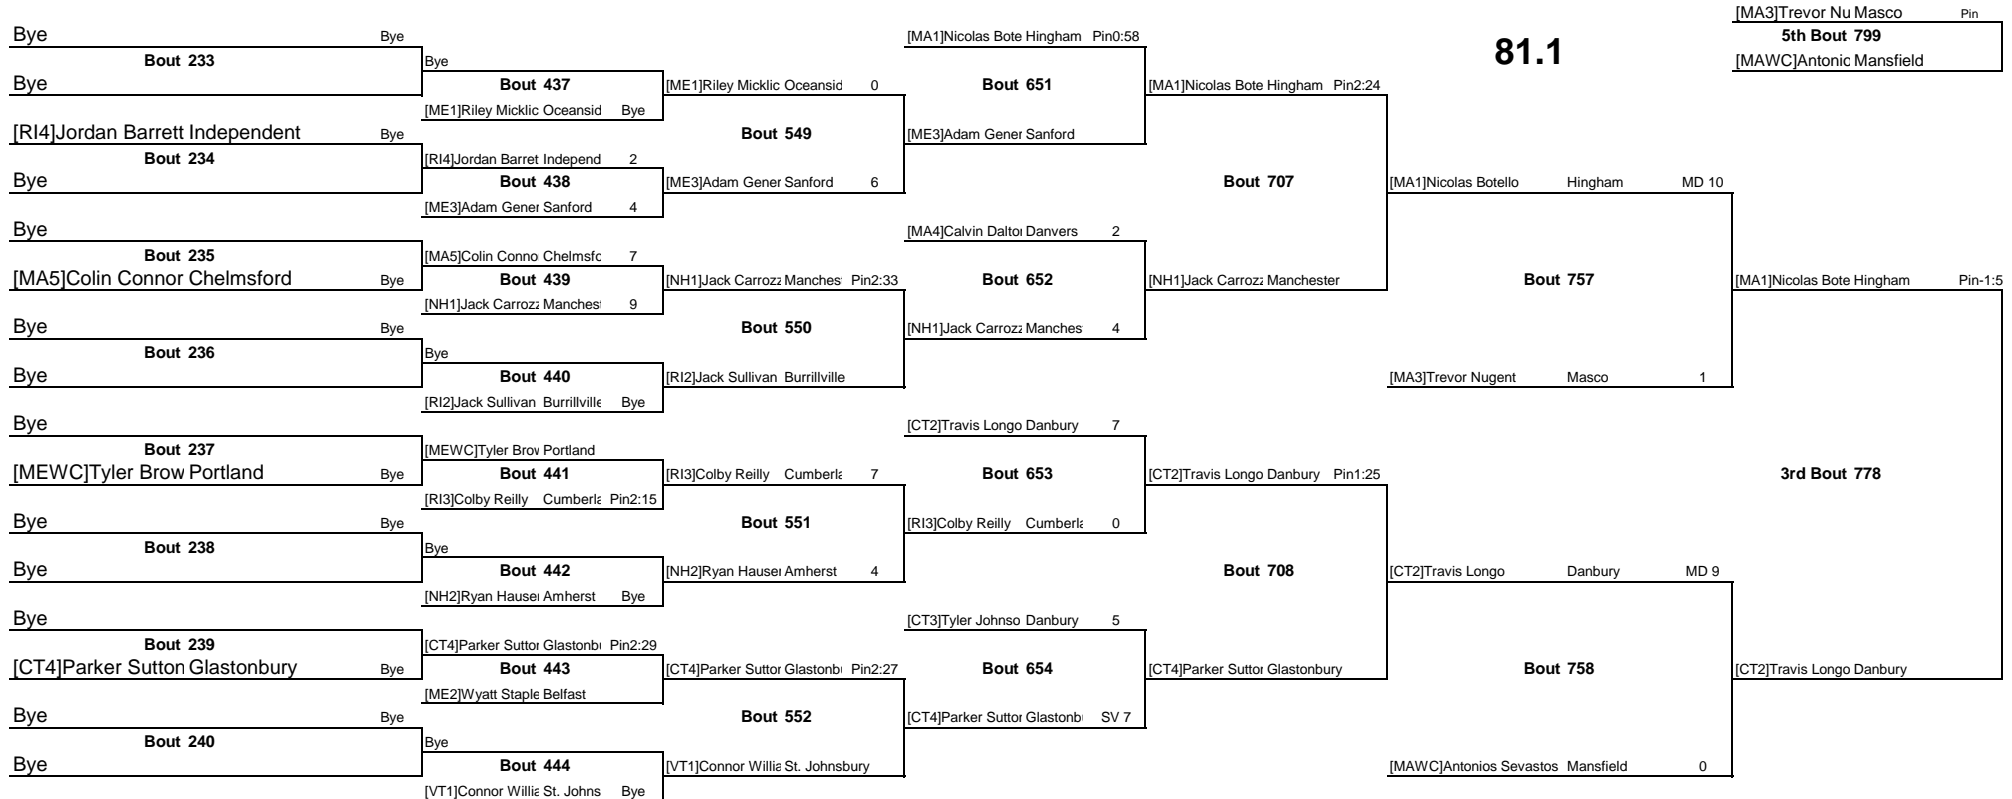 [MA3]Trevor Nu Masco Pin
5th Bout 799
[MAWC]Antonic Mansfield
81.1
Bye Bye
Bout 233
Bye
[RI4]Jordan Barrett Independent Bye
Bout 234
Bye
Bye
Bout 235
[MA5]Colin Connor Chelmsford Bye
Bye Bye
Bout 236
Bye
Bye
Bout 237
[MEWC]Tyler Brow Portland Bye
Bye Bye
Bout 238
Bye
Bye
Bout 239
[CT4]Parker Sutton Glastonbury Bye
Bye Bye
Bout 240
Bye
Bye
Bout 437
[ME1]Riley Micklic Oceansid Bye
[RI4]Jordan Barret Independ 2
Bout 438
[ME3]Adam Gener Sanford 4
[MA5]Colin Conno Chelmsfc 7
Bout 439
[NH1]Jack Carroz Manchest 9
Bye
Bout 440
[RI2]Jack Sullivan Burrillville Bye
[MEWC]Tyler Brow Portland
Bout 441
[RI3]Colby Reilly Cumberla Pin2:15
Bye
Bout 442
[NH2]Ryan Hauser Amherst Bye
[CT4]Parker Suttor Glastonb Pin2:29
Bout 443
[ME2]Wyatt Staple Belfast
Bye
Bout 444
[VT1]Connor Willia St. Johns Bye
[ME1]Riley Micklic Oceansid 0
Bout 549
[ME3]Adam Gener Sanford 6
[NH1]Jack Carroz Manches Pin2:33
Bout 550
[RI2]Jack Sullivan Burrillville
[RI3]Colby Reilly Cumberla 7
Bout 551
[NH2]Ryan Hauser Amherst 4
[CT4]Parker Suttor Glastonb Pin2:27
Bout 552
[VT1]Connor Willia St. Johnsbury
[MA1]Nicolas Bote Hingham Pin0:58
Bout 651
[ME3]Adam Gener Sanford
[MA4]Calvin Dalto Danvers 2
Bout 652
[NH1]Jack Carroz Manches 4
[CT2]Travis Longo Danbury 7
Bout 653
[RI3]Colby Reilly Cumberla 0
[CT3]Tyler Johnso Danbury 5
Bout 654
[CT4]Parker Suttor Glastonb SV 7
[MA1]Nicolas Bote Hingham Pin2:24
Bout 707
[NH1]Jack Carroz Manchester
[CT2]Travis Longo Danbury Pin1:25
Bout 708
[CT4]Parker Suttor Glastonbury
[MA1]Nicolas Botello Hingham MD 10
Bout 757
[MA3]Trevor Nugent Masco 1
[CT2]Travis Longo Danbury MD 9
Bout 758
[MAWC]Antonios Sevastos Mansfield 0
[MA1]Nicolas Bote Hingham Pin-1:5
3rd Bout 778
[CT2]Travis Longo Danbury